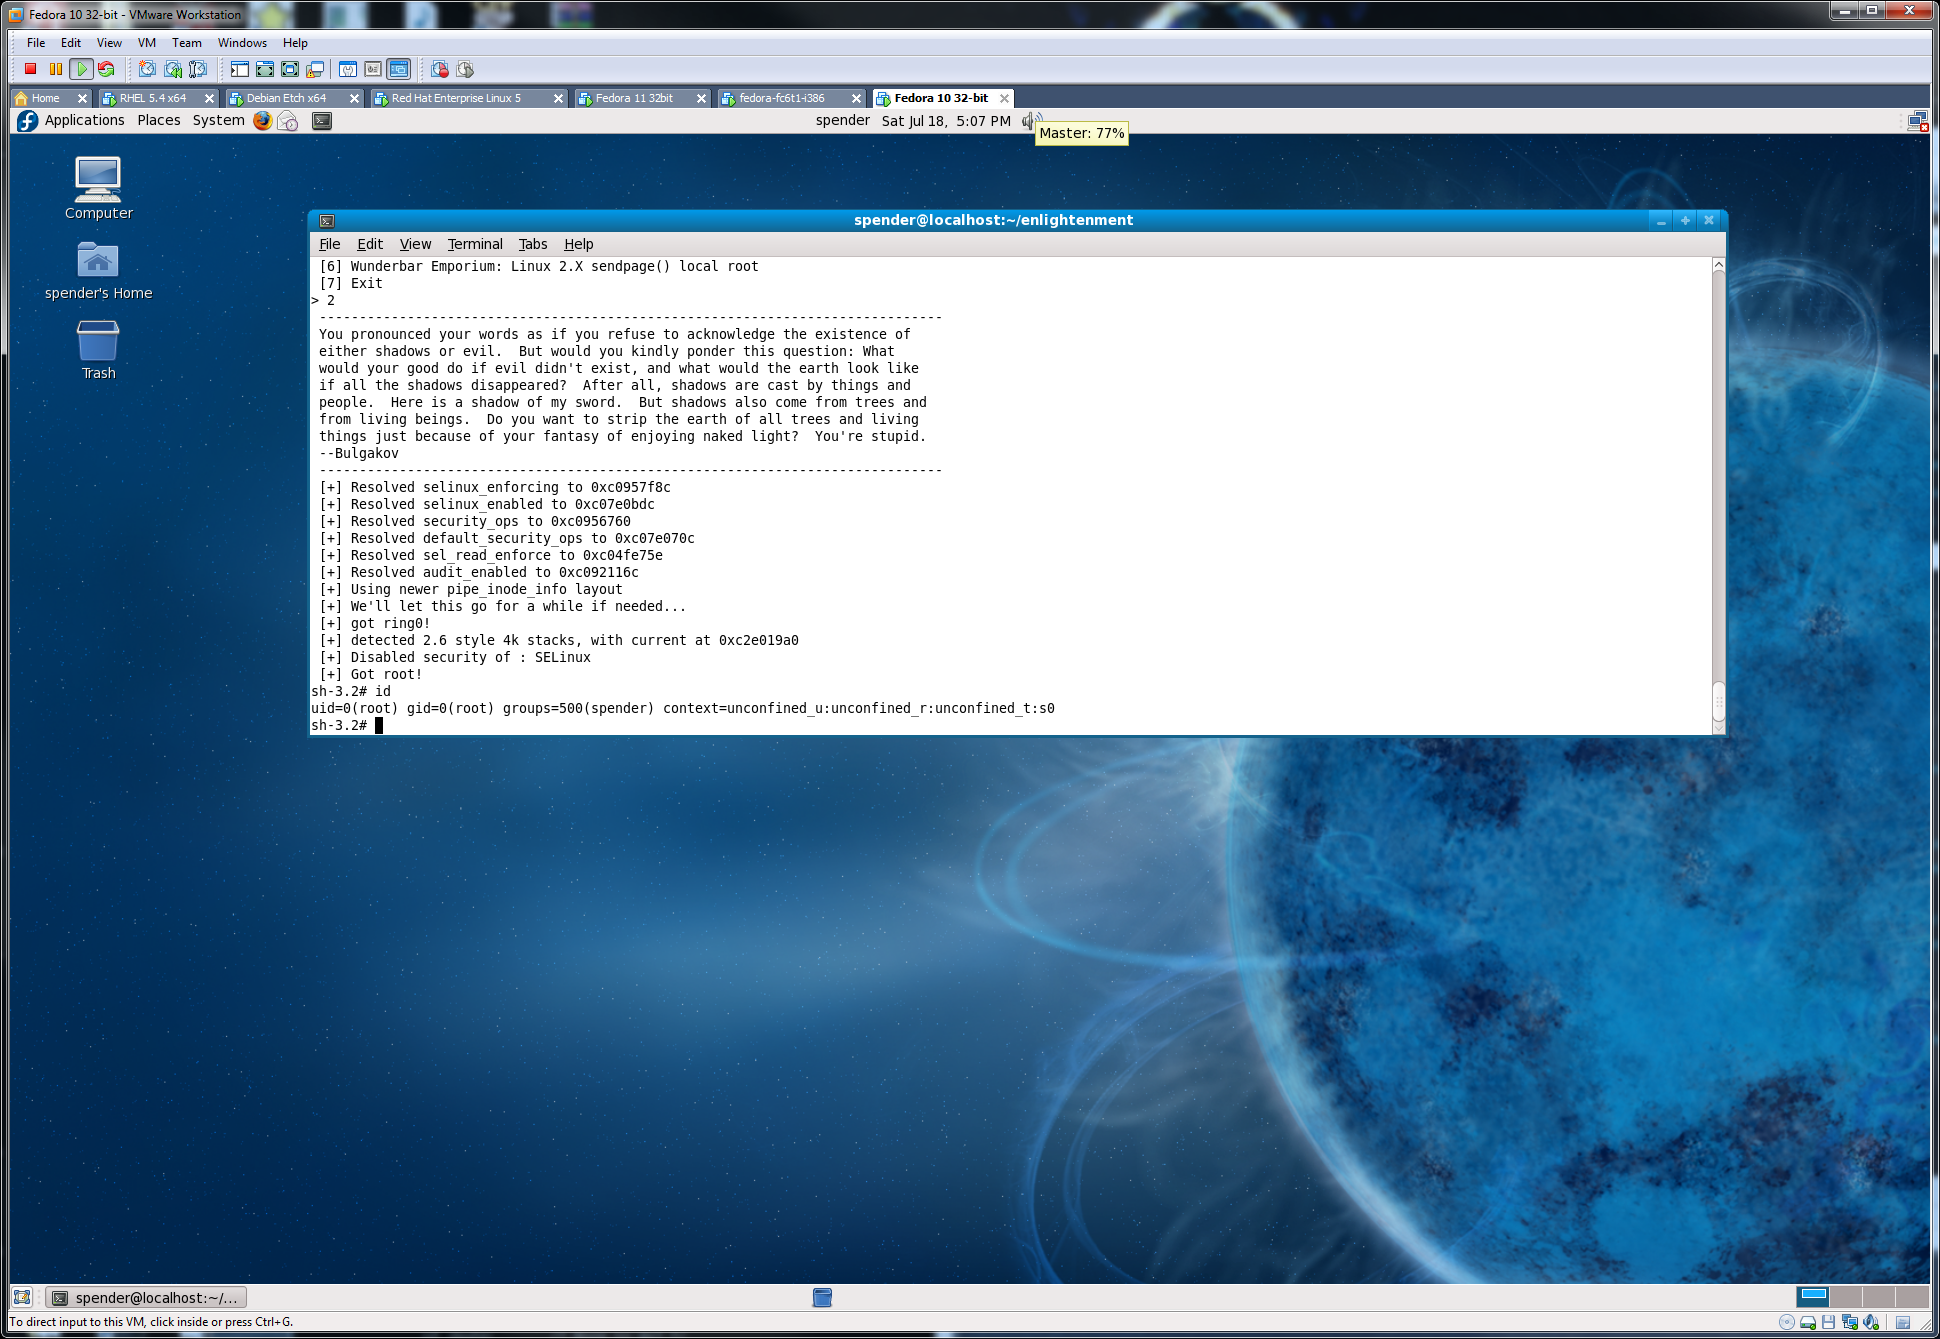 Fedora 10 32-bit - VMware Workstation
File Edit View VM Team Windows Help
Home RHEL 5.4 x64 Debian Etch x64 Red Hat Enterprise Linux 5 Fedora 11 32bit fedora-fc6t1-i386 Fedora 10 32-bit
Applications Places System spender Sat Jul 18, 5:07 PM
Master: 77%
Computer
spender's Home
Trash
spender@localhost:~/enlightenment
File Edit View Terminal Tabs Help
[6] Wunderbar Emporium: Linux 2.X sendpage() local root
[7] Exit
> 2
------------------------------------------------------------------------------
You pronounced your words as if you refuse to acknowledge the existence of
either shadows or evil.  But would you kindly ponder this question: What
would your good do if evil didn't exist, and what would the earth look like
if all the shadows disappeared?  After all, shadows are cast by things and
people.  Here is a shadow of my sword.  But shadows also come from trees and
from living beings.  Do you want to strip the earth of all trees and living
things just because of your fantasy of enjoying naked light?  You're stupid.
--Bulgakov
------------------------------------------------------------------------------
[+] Resolved selinux_enforcing to 0xc0957f8c
[+] Resolved selinux_enabled to 0xc07e0bdc
[+] Resolved security_ops to 0xc0956760
[+] Resolved default_security_ops to 0xc07e070c
[+] Resolved sel_read_enforce to 0xc04fe75e
[+] Resolved audit_enabled to 0xc092116c
[+] Using newer pipe_inode_info layout
[+] We'll let this go for a while if needed...
[+] got ring0!
[+] detected 2.6 style 4k stacks, with current at 0xc2e019a0
[+] Disabled security of : SELinux
[+] Got root!
sh-3.2# id
uid=0(root) gid=0(root) groups=500(spender) context=unconfined_u:unconfined_r:unconfined_t:s0
sh-3.2#
spender@localhost:~/...
To direct input to this VM, click inside or press Ctrl+G.